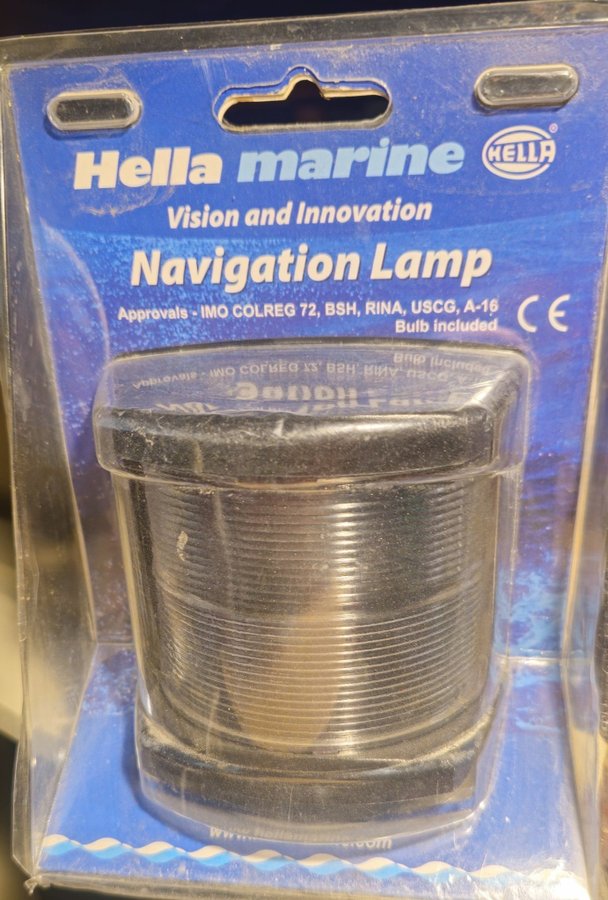 Hella marine
HELLA
®
Vision and Innovation
Navigation Lamp
Approvals - IMO COLREG 72, BSH, RINA, USCG, A-16
Bulb included
CE